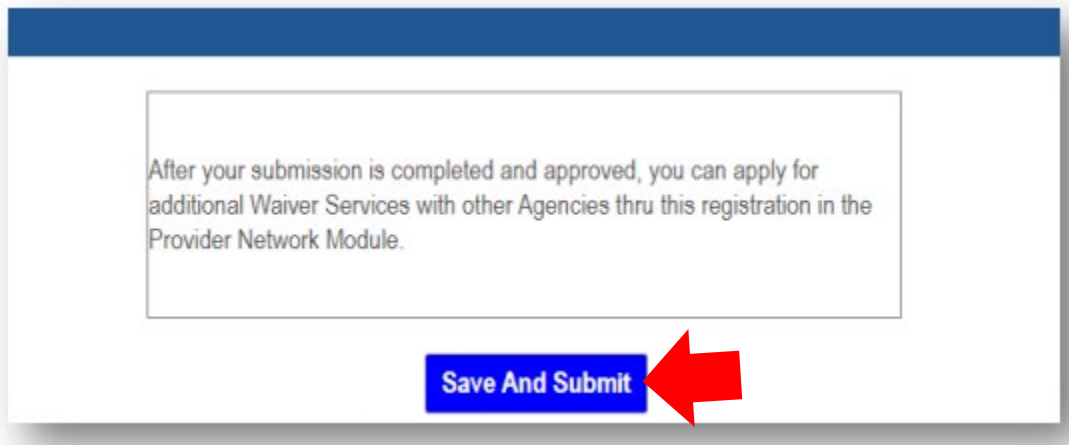 After your submission is completed and approved, you can apply for
additional Waiver Services with other Agencies thru this registration in the
Provider Network Module.
Save And Submit